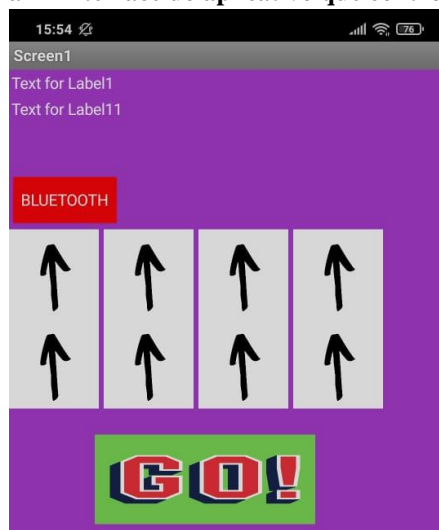 15:54 76
Screen1
Text for Label1
Text for Label11
BLUETOOTH
GO!